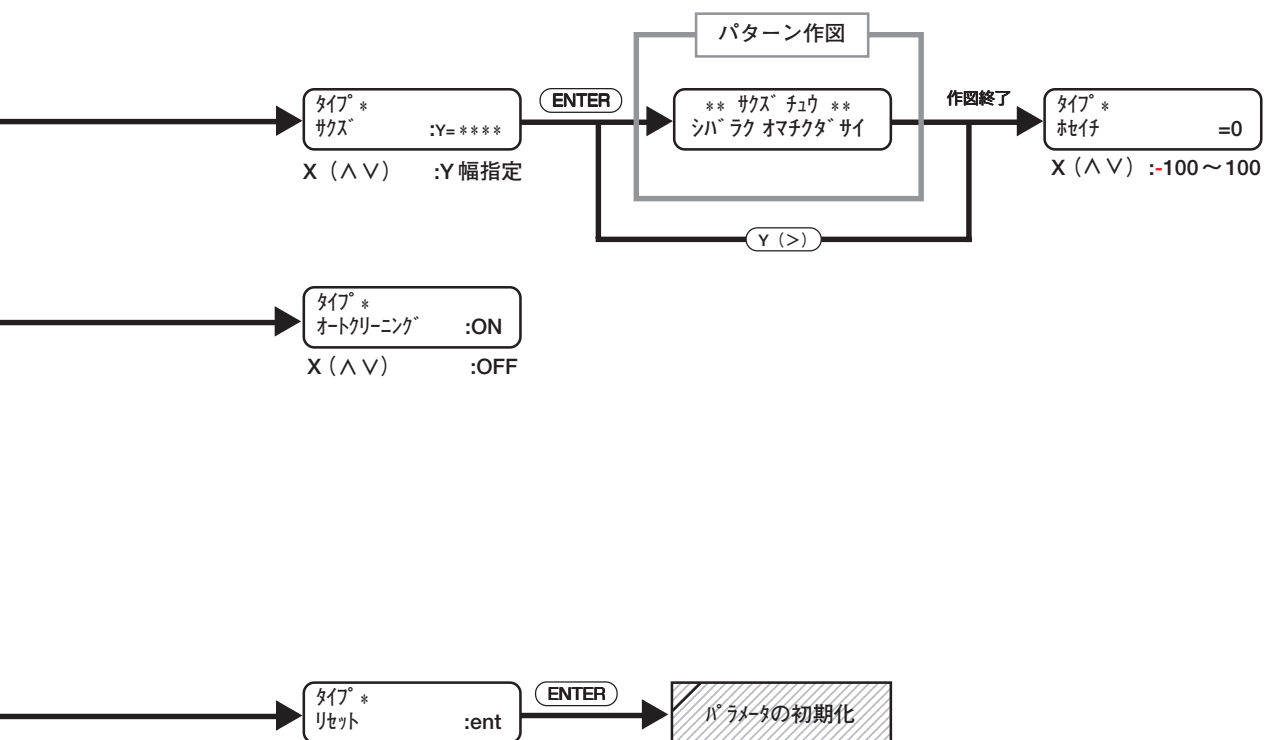 パターン作図
ﾀｲﾌﾟ *
ｻｸｽﾞ :Y= ****
ENTER
** ｻｸｽﾞ ﾁｭｳ **
ｼﾊﾞﾗｸ ｵﾏﾁｸﾀﾞｻｲ
作図終了
ﾀｲﾌﾟ *
ﾎｾｲﾁ =0
X（∧∨） :Y 幅指定
X（∧∨） :-100～100
Y（>）
ﾀｲﾌﾟ *
ｵｰﾄｸﾘｰﾆﾝｸﾞ :ON
X（∧∨） :OFF
ﾀｲﾌﾟ *
ﾘｾｯﾄ :ent
ENTER
ﾊﾟﾗﾒｰﾀの初期化